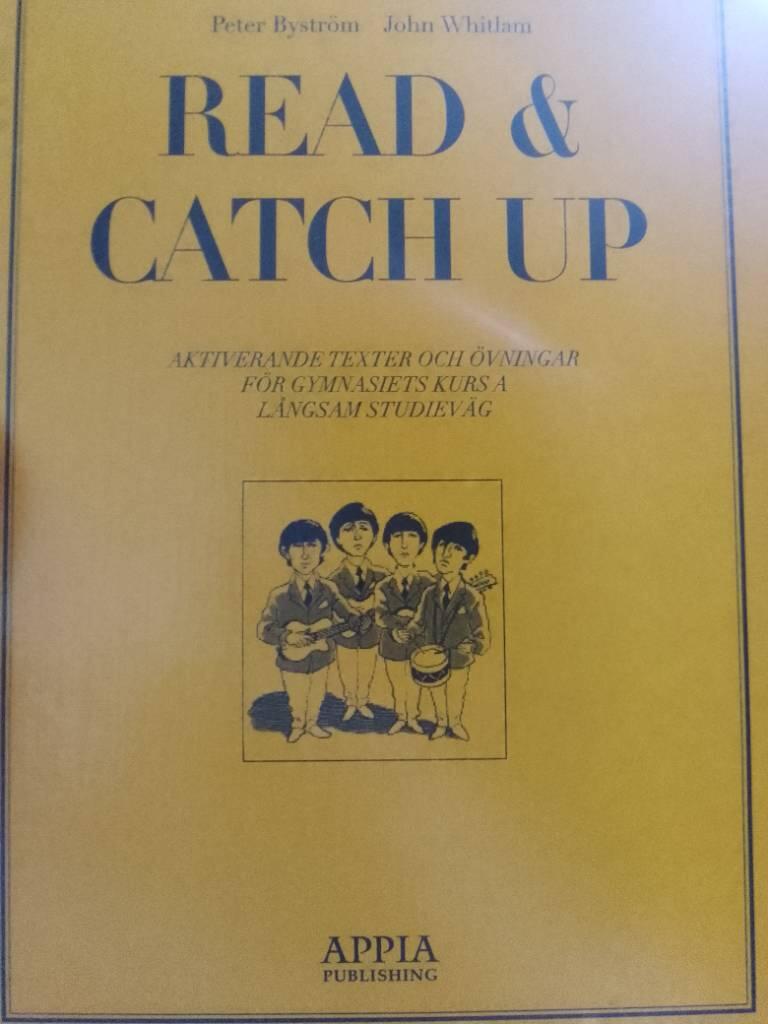 Peter Byström John Whitlam
READ &
CATCH UP
AKTIVERANDE TEXTER OCH ÖVNINGAR
FÖR GYMNASIETS KURS A
LÅNGSAM STUDIEVÄG
APPIA
PUBLISHING